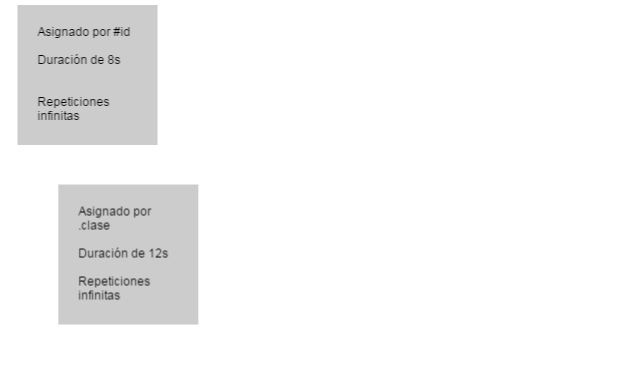 Asignado por #id
Duración de 8s
Repeticiones
infinitas
Asignado por
.clase
Duración de 12s
Repeticiones
infinitas